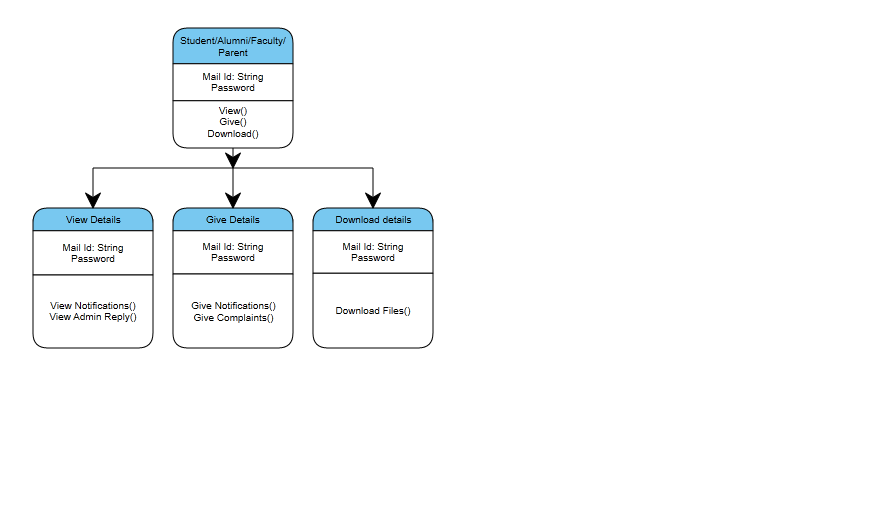 Student/Alumni/Faculty/
Parent
Mail Id: String
Password
View()
Give()
Download()
View Details
Mail Id: String
Password
View Notifications()
View Admin Reply()
Give Details
Mail Id: String
Password
Give Notifications()
Give Complaints()
Download details
Mail Id: String
Password
Download Files()